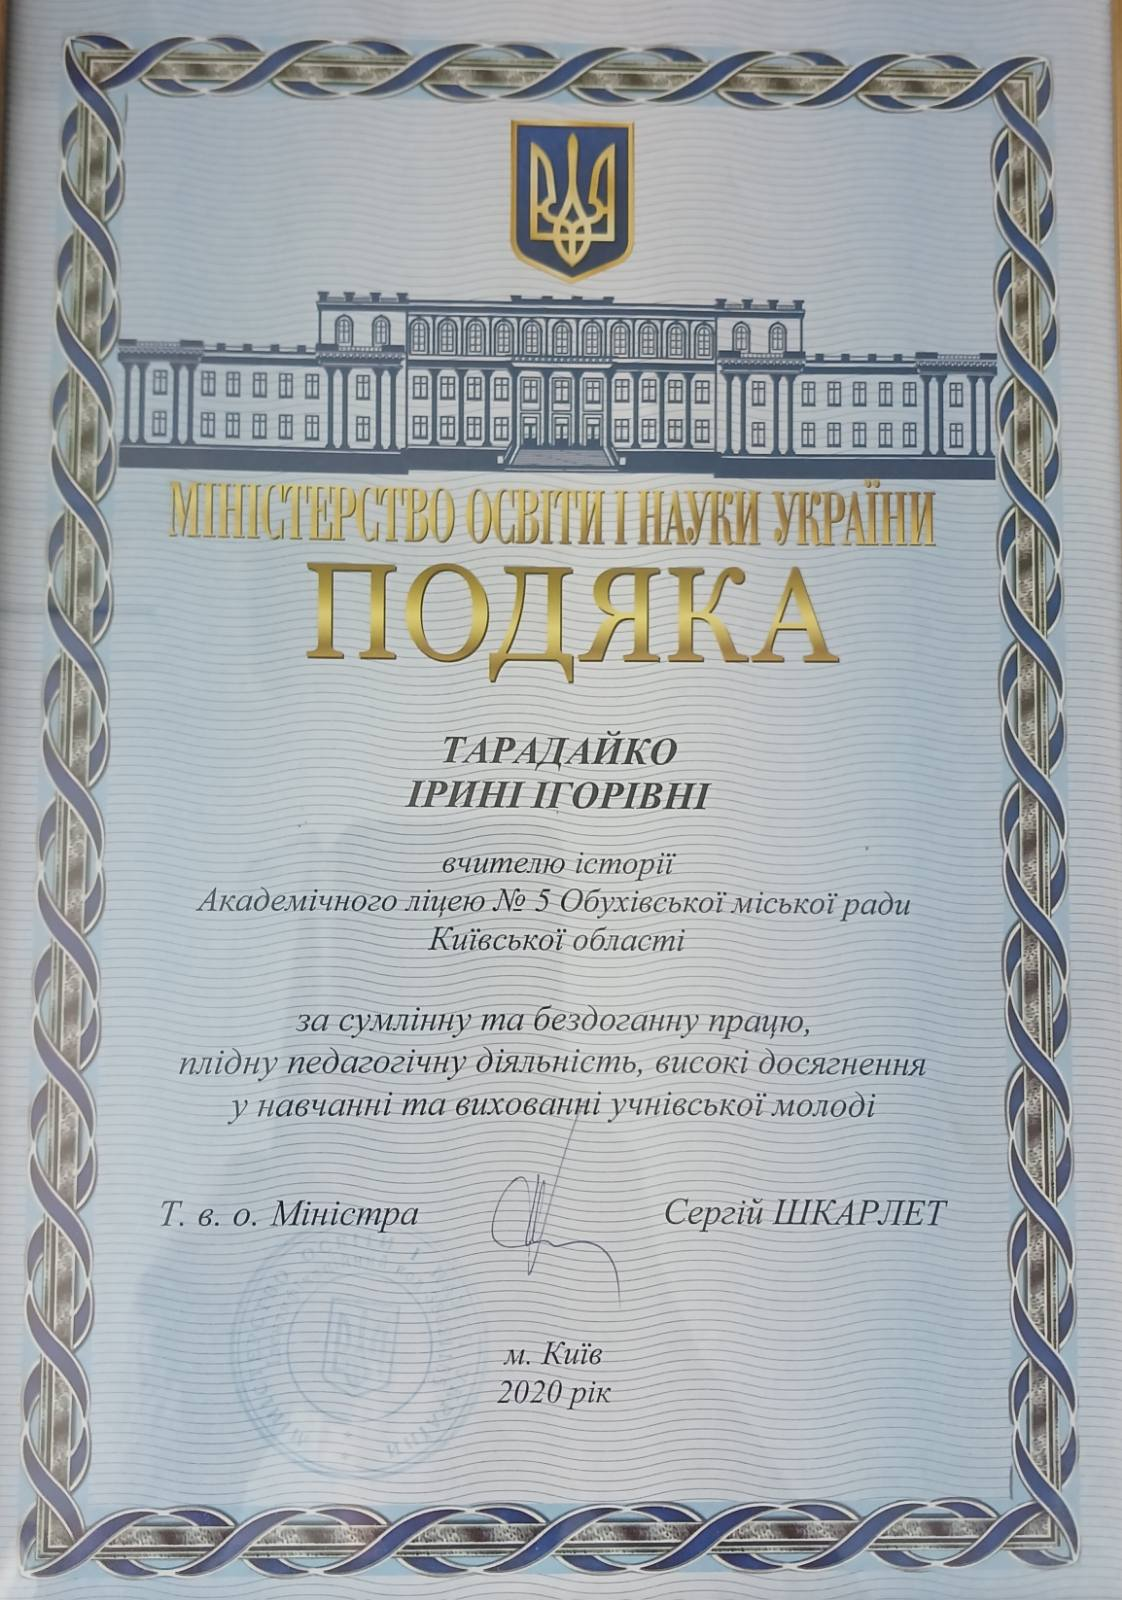 МІНІСТЕРСТВО ОСВІТИ І НАУКИ УКРАЇНИ
ПОДЯКА
ТАРАДАЙКО
ІРИНІ ІГОРІВНІ
вчителю історії
Академічного ліцею № 5 Обухівської міської ради
Київської області
за сумлінну та бездоганну працю,
плідну педагогічну діяльність, високі досягнення
у навчанні та вихованні учнівської молоді
Т. в. о. Міністра Сергій ШКАРЛЕТ
м. Київ
2020 рік